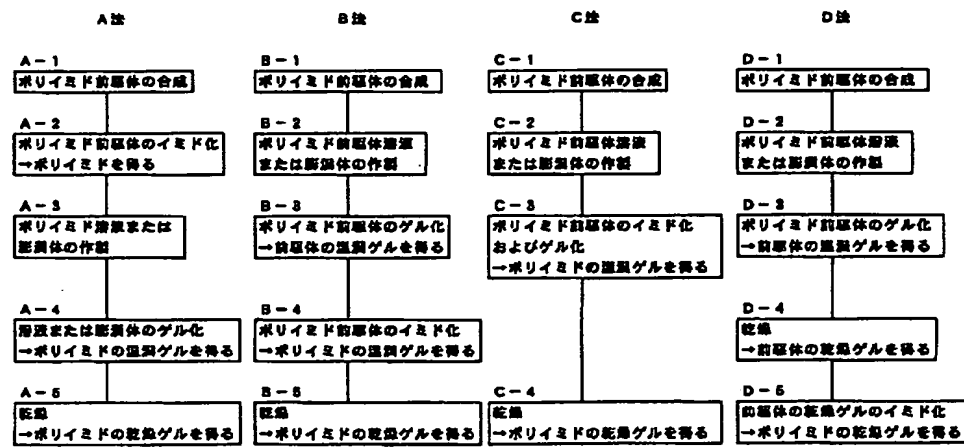 A法
B法
C法
D法
A－1
ポリイミド前駆体の合成
A－2
ポリイミド前駆体のイミド化
→ポリイミドを得る
A－3
ポリイミド溶液または
膨潤体の作製
A－4
溶液または膨潤体のゲル化
→ポリイミドの湿潤ゲルを得る
A－5
乾燥
→ポリイミドの乾燥ゲルを得る
B－1
ポリイミド前駆体の合成
B－2
ポリイミド前駆体溶液
または膨潤体の作製
B－3
ポリイミド前駆体のゲル化
→前駆体の湿潤ゲルを得る
B－4
ポリイミド前駆体のイミド化
→ポリイミドの湿潤ゲルを得る
B－5
乾燥
→ポリイミドの乾燥ゲルを得る
C－1
ポリイミド前駆体の合成
C－2
ポリイミド前駆体溶液
または膨潤体の作製
C－3
ポリイミド前駆体のイミド化
およびゲル化
→ポリイミドの湿潤ゲルを得る
C－4
乾燥
→ポリイミドの乾燥ゲルを得る
D－1
ポリイミド前駆体の合成
D－2
ポリイミド前駆体溶液
または膨潤体の作製
D－3
ポリイミド前駆体のゲル化
→前駆体の湿潤ゲルを得る
D－4
乾燥
→前駆体の乾燥ゲルを得る
D－5
前駆体の乾燥ゲルのイミド化
→ポリイミドの乾燥ゲルを得る